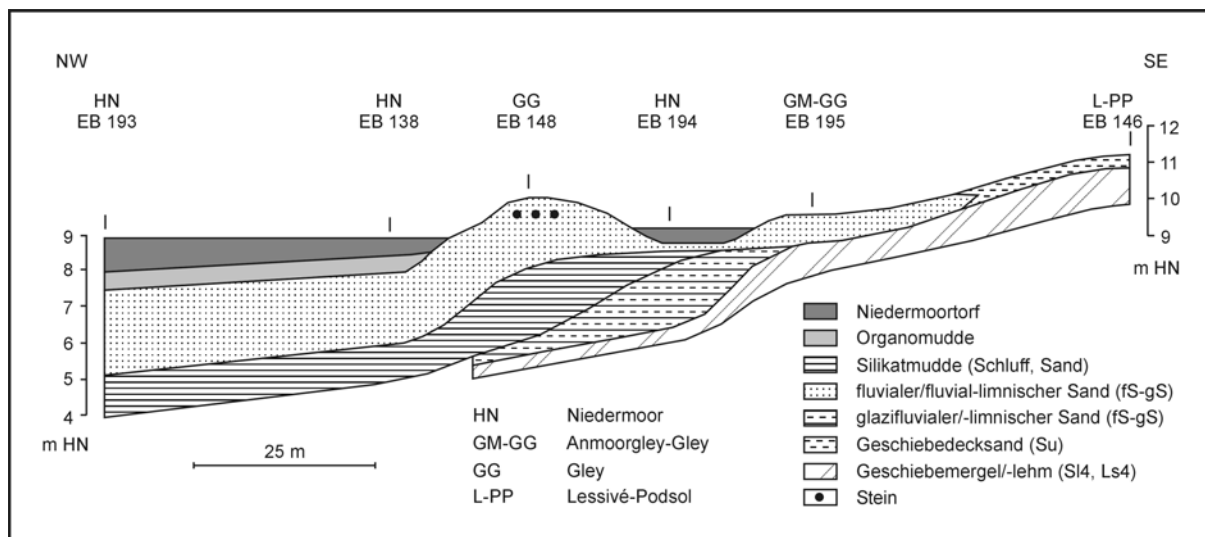 NW
SE
HN
EB 193
HN
EB 138
GG
EB 148
HN
EB 194
GM-GG
EB 195
L-PP
EB 146
12
11
10
9
m HN
9
8
7
6
5
4
m HN
25 m
HN Niedermoor
GM-GG Anmoorgley-Gley
GG Gley
L-PP Lessivé-Podsol
Niedermoortorf
Organomudde
Silikatmudde (Schluff, Sand)
fluvialer/fluvial-limnischer Sand (fS-gS)
glazifluvialer/-limnischer Sand (fS-gS)
Geschiebedecksand (Su)
Geschiebemergel/-lehm (Sl4, Ls4)
Stein